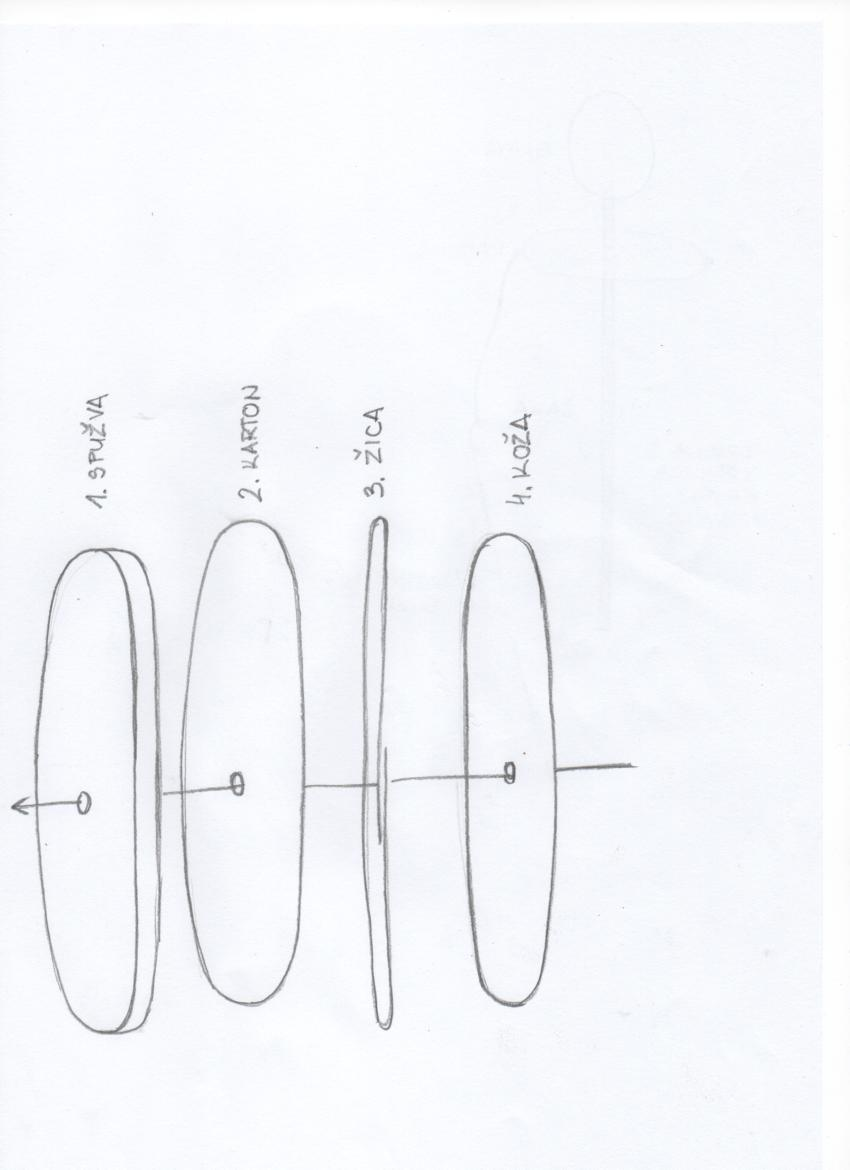 1. SPUŽVA
2. KARTON
3. ŽICA
4. KOŽA